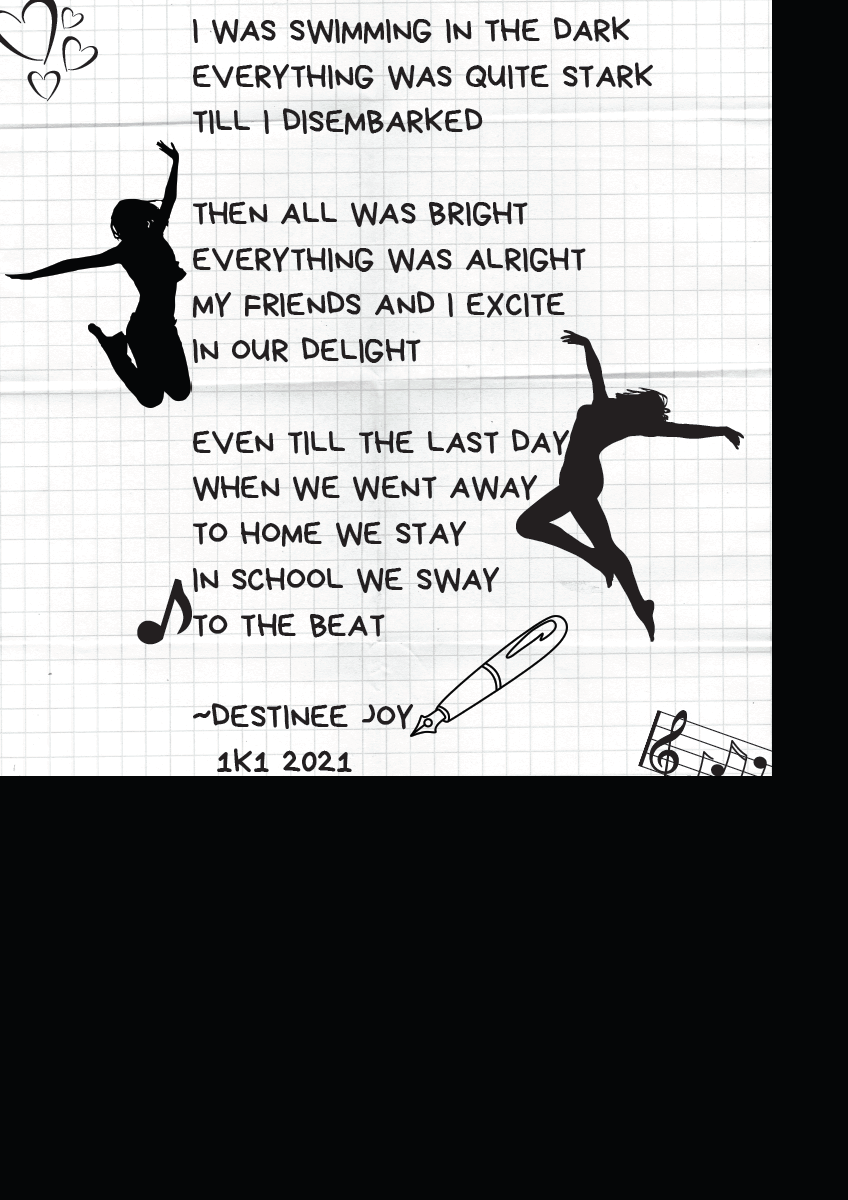 I WAS SWIMMING IN THE DARK
EVERYTHING WAS QUITE STARK
TILL I DISEMBARKED
THEN ALL WAS BRIGHT
EVERYTHING WAS ALRIGHT
MY FRIENDS AND I EXCITE
IN OUR DELIGHT
EVEN TILL THE LAST DAY
WHEN WE WENT AWAY
TO HOME WE STAY
IN SCHOOL WE SWAY
TO THE BEAT
~DESTINEE JOY
1K1 2021